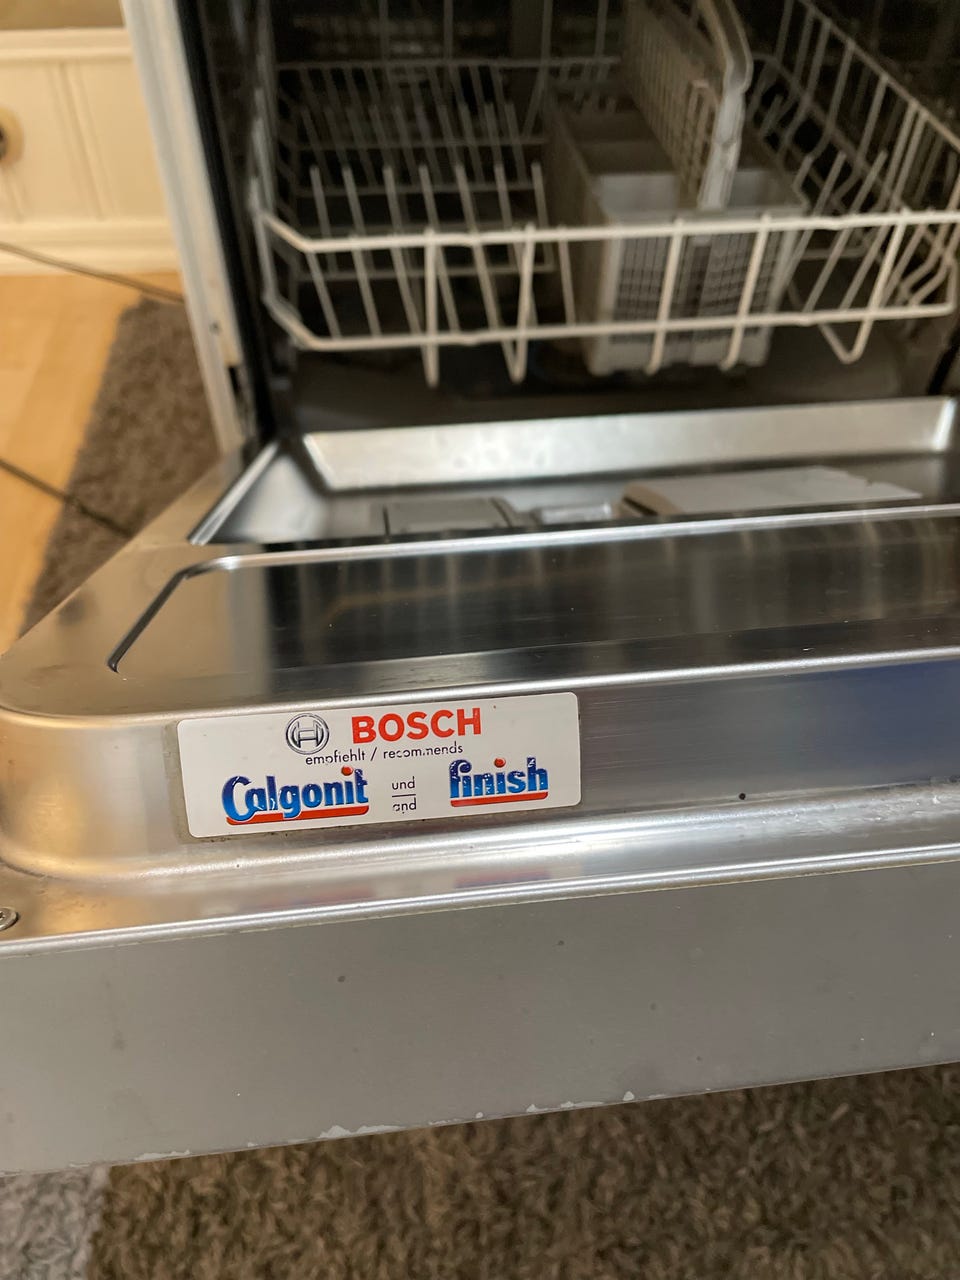 BOSCH
empfiehlt / recommends
Calgonit und finish
and